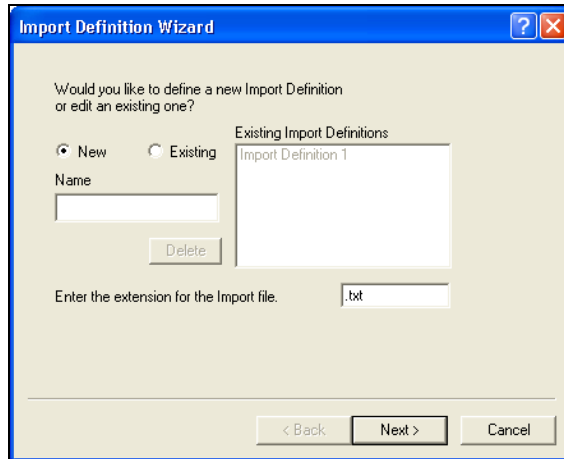 Import Definition Wizard
Would you like to define a new Import Definition
or edit an existing one?
New
Existing
Existing Import Definitions
Import Definition 1
Name
Delete
Enter the extension for the Import file.
.txt
< Back
Next >
Cancel